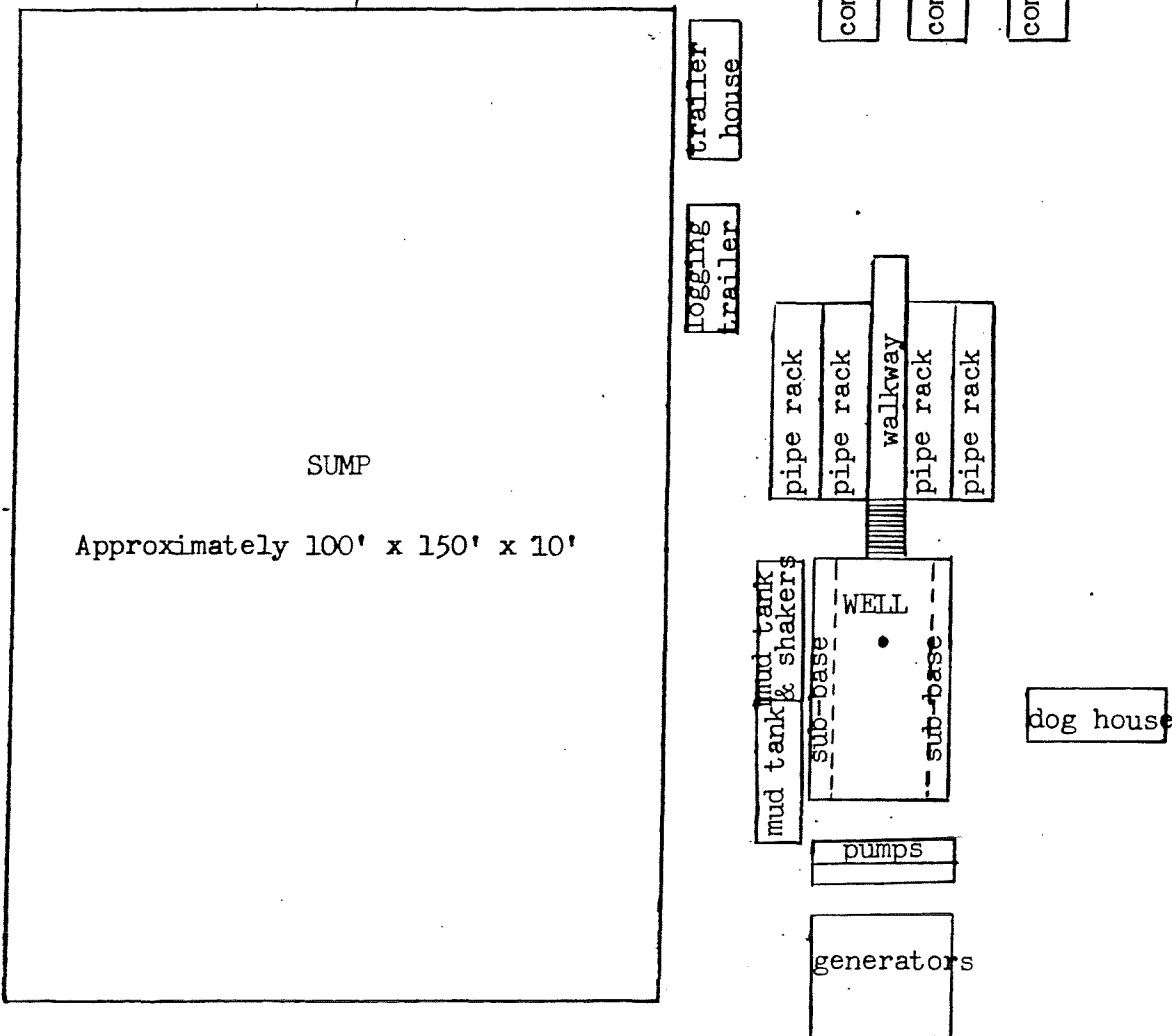 trailer
house
logging
trailer
pipe rack
pipe rack
walkway
pipe rack
pipe rack
SUMP
Approximately 100' x 150' x 10'
mud tank
& shakers
sub-base
WELL
sub-base
mud tank
dog house
pumps
generators